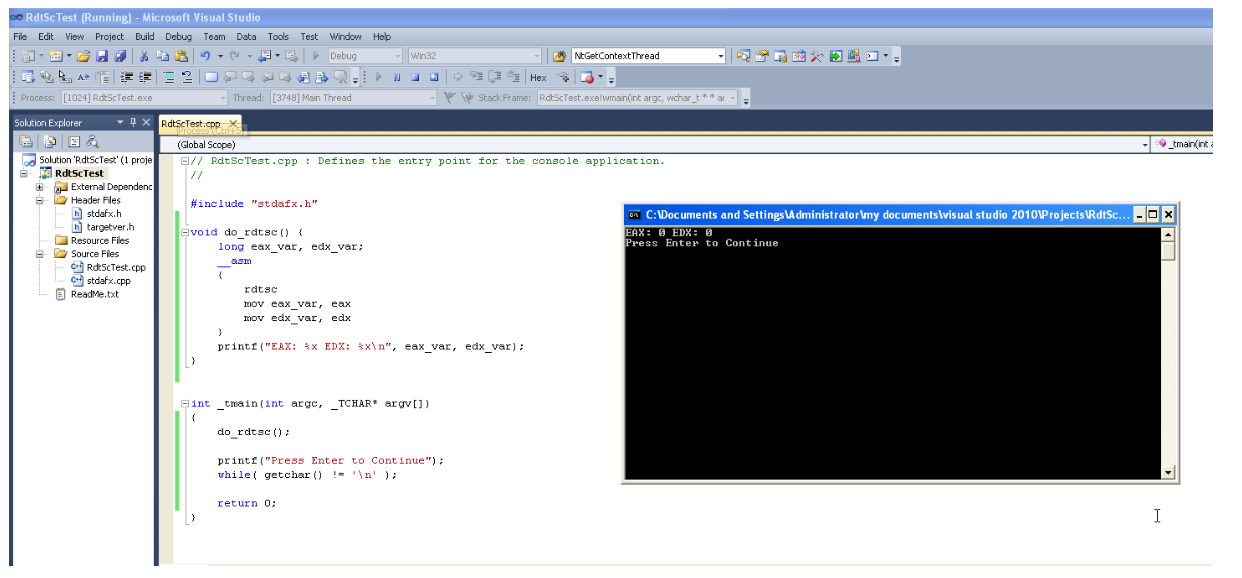 RdtScTest (Running) - Microsoft Visual Studio
File Edit View Project Build Debug Team Data Tools Test Window Help
Debug Win32 NtGetContextThread
Hex
Process: [1024] RdtScTest.exe Thread: [3748] Main Thread Stack Frame: RdtScTest.exe!wmain(int argc, wchar_t * * ar
Solution Explorer
RdtScTest.cpp
Process (Ctrl+5)
(Global Scope) _tmain(int a
Solution 'RdtScTest' (1 proje
RdtScTest
External Dependenc
Header Files
stdafx.h
targetver.h
Resource Files
Source Files
RdtScTest.cpp
stdafx.cpp
ReadMe.txt
// RdtScTest.cpp : Defines the entry point for the console application.
//
#include "stdafx.h"
void do_rdtsc() {
long eax_var, edx_var;
__asm
{
rdtsc
mov eax_var, eax
mov edx_var, edx
}
printf("EAX: %x EDX: %x\n", eax_var, edx_var);
}
int _tmain(int argc, _TCHAR* argv[])
{
do_rdtsc();
printf("Press Enter to Continue");
while( getchar() != '\n' );
return 0;
}
C:\Documents and Settings\Administrator\my documents\visual studio 2010\Projects\RdtSc...
EAX: 0 EDX: 0
Press Enter to Continue